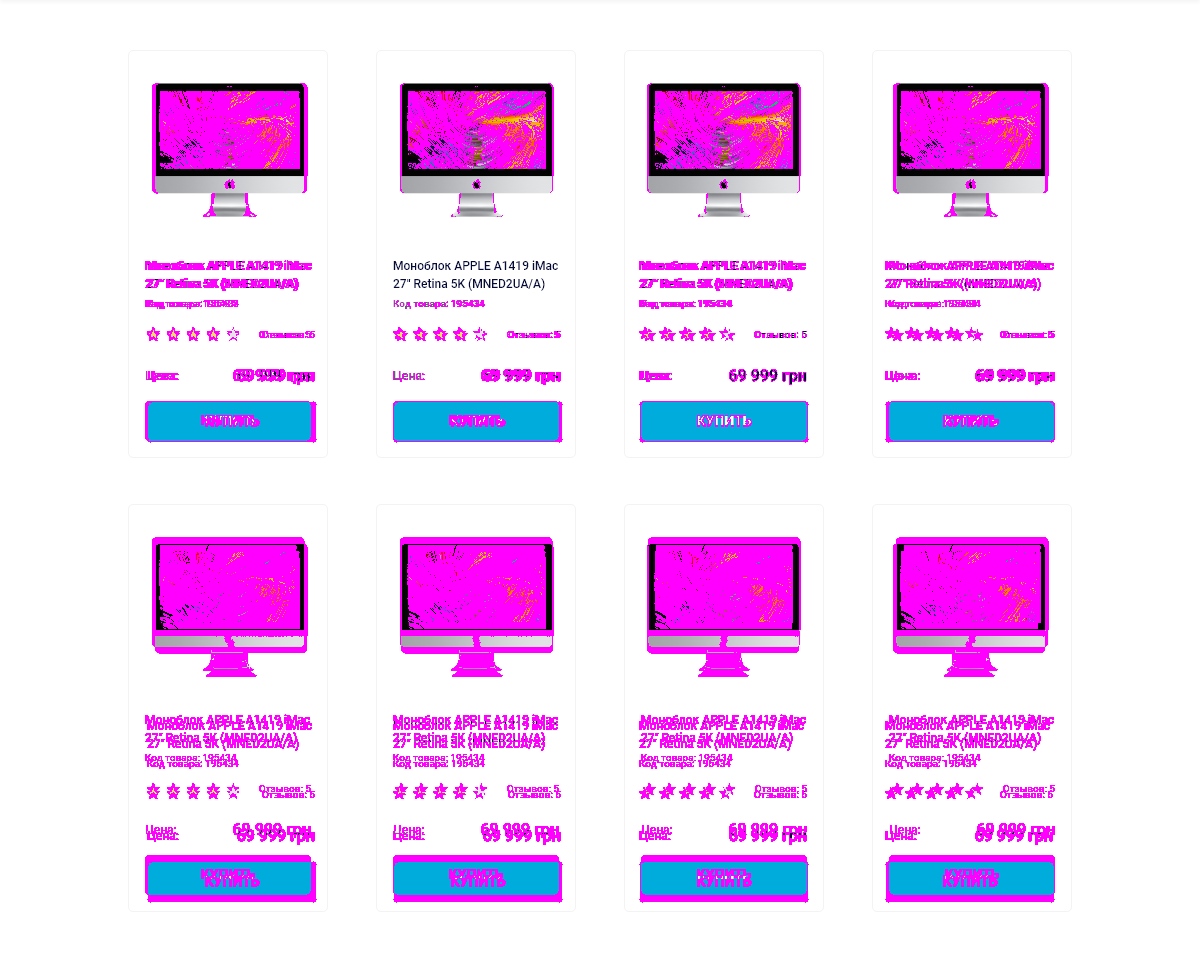 Моноблок APPLE A1419 iMac
27" Retina 5K (MNED2UA/A)
Код товара: 195434
Отзывов: 5
Цена:
69 999 грн
КУПИТЬ
Моноблок APPLE A1419 iMac
27" Retina 5K (MNED2UA/A)
Код товара: 195434
Отзывов: 5
Цена:
69 999 грн
КУПИТЬ
Моноблок APPLE A1419 iMac
27" Retina 5K (MNED2UA/A)
Код товара: 195434
Отзывов: 5
Цена:
69 999 грн
КУПИТЬ
Моноблок APPLE A1419 iMac
27" Retina 5K (MNED2UA/A)
Код товара: 195434
Отзывов: 5
Цена:
69 999 грн
КУПИТЬ
Моноблок APPLE A1419 iMac
27" Retina 5K (MNED2UA/A)
Код товара: 195434
Отзывов: 5
Цена:
69 999 грн
КУПИТЬ
Моноблок APPLE A1419 iMac
27" Retina 5K (MNED2UA/A)
Код товара: 195434
Отзывов: 5
Цена:
69 999 грн
КУПИТЬ
Моноблок APPLE A1419 iMac
27" Retina 5K (MNED2UA/A)
Код товара: 195434
Отзывов: 5
Цена:
69 999 грн
КУПИТЬ
Моноблок APPLE A1419 iMac
27" Retina 5K (MNED2UA/A)
Код товара: 195434
Отзывов: 5
Цена:
69 999 грн
КУПИТЬ